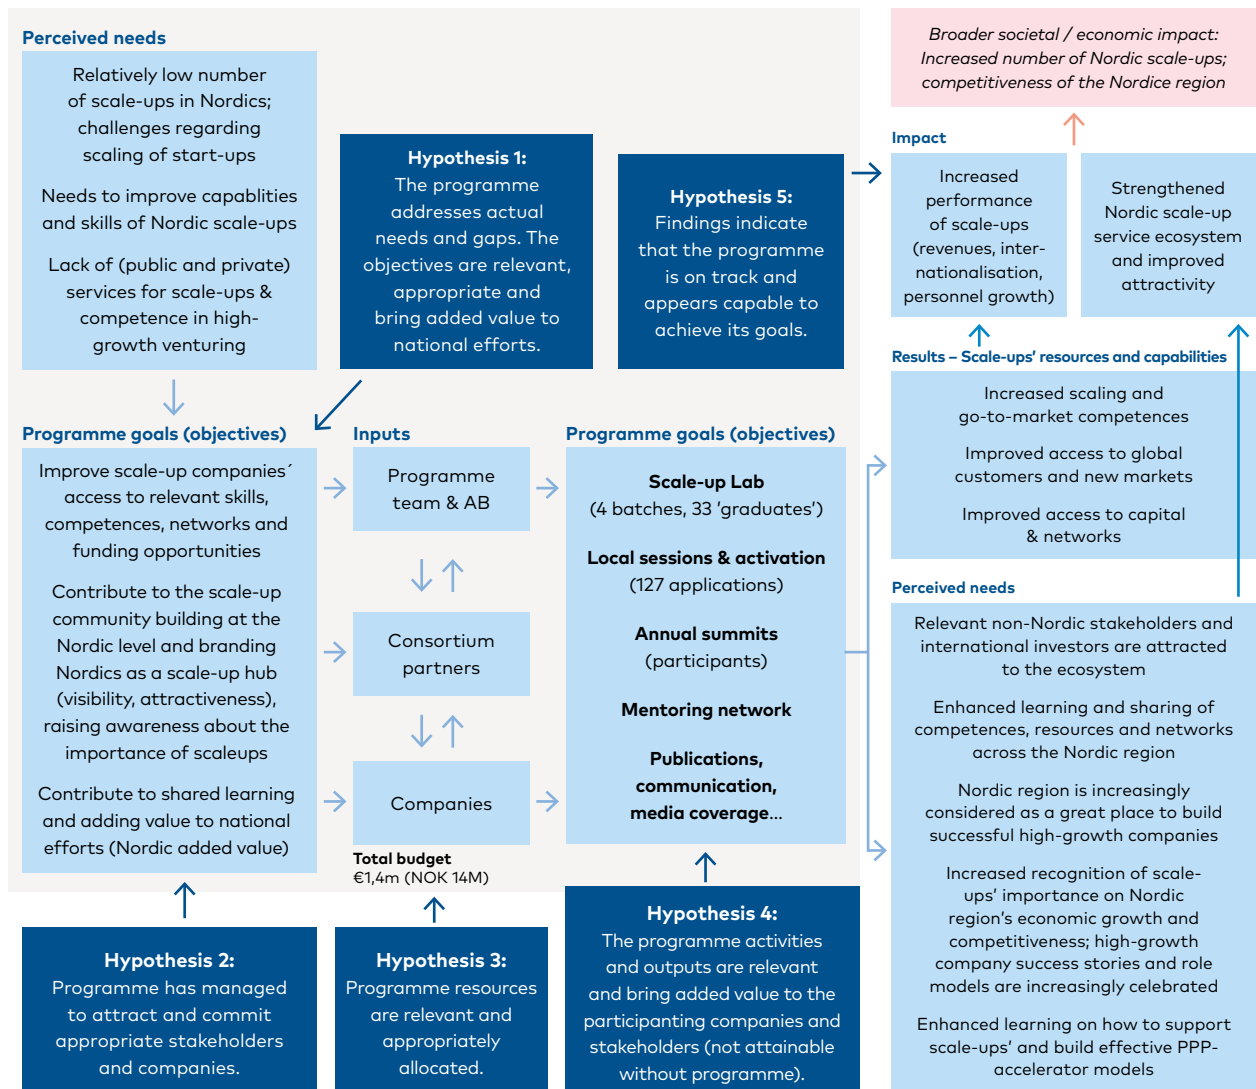 Perceived needs
Relatively low number
of scale-ups in Nordics;
challenges regarding
scaling of start-ups
Needs to improve capablities
and skills of Nordic scale-ups
Lack of (public and private)
services for scale-ups &
competence in high-
growth venturing
Hypothesis 1:
The programme
addresses actual
needs and gaps. The
objectives are relevant,
appropriate and
bring added value to
national efforts.
Hypothesis 5:
Findings indicate
that the programme
is on track and
appears capable to
achieve its goals.
Broader societal / economic impact:
Increased number of Nordic scale-ups;
competitiveness of the Nordice region
Impact
Increased
performance
of scale-ups
(revenues, inter-
nationalisation,
personnel growth)
Strengthened
Nordic scale-up
service ecosystem
and improved
attractivity
Programme goals (objectives)
Improve scale-up companies´
access to relevant skills,
competences, networks and
funding opportunities
Contribute to the scale-up
community building at the
Nordic level and branding
Nordics as a scale-up hub
(visibility, attractiveness),
raising awareness about the
importance of scaleups
Contribute to shared learning
and adding value to national
efforts (Nordic added value)
Inputs
Programme
team & AB
Consortium
partners
Companies
Total budget
€1,4m (NOK 14M)
Programme goals (objectives)
Scale-up Lab
(4 batches, 33 'graduates')
Local sessions & activation
(127 applications)
Annual summits
(participants)
Mentoring network
Publications,
communication,
media coverage...
Results – Scale-ups' resources and capabilities
Increased scaling and
go-to-market competences
Improved access to global
customers and new markets
Improved access to capital
& networks
Perceived needs
Relevant non-Nordic stakeholders and
international investors are attracted
to the ecosystem
Enhanced learning and sharing of
competences, resources and networks
across the Nordic region
Nordic region is increasingly
considered as a great place to build
successful high-growth companies
Increased recognition of scale-
ups' importance on Nordic
region's economic growth and
competitiveness; high-growth
company success stories and role
models are increasingly celebrated
Enhanced learning on how to support
scale-ups' and build effective PPP-
accelerator models
Hypothesis 2:
Programme has managed
to attract and commit
appropriate stakeholders
and companies.
Hypothesis 3:
Programme resources
are relevant and
appropriately
allocated.
Hypothesis 4:
The programme activities
and outputs are relevant
and bring added value to the
participanting companies and
stakeholders (not attainable
without programme).